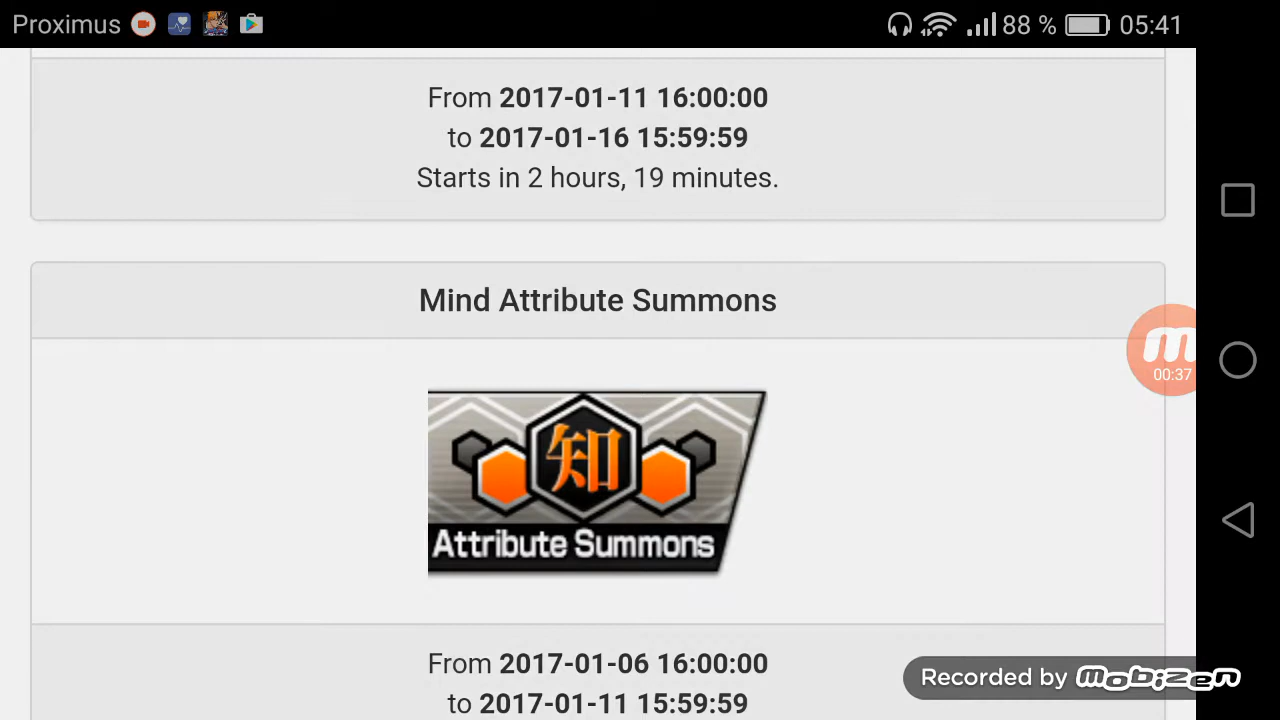 Proximus 88 % 05:41
From 2017-01-11 16:00:00
to 2017-01-16 15:59:59
Starts in 2 hours, 19 minutes.
Mind Attribute Summons
知
Attribute Summons
00:37
From 2017-01-06 16:00:00
to 2017-01-11 15:59:59
Recorded by mobizen